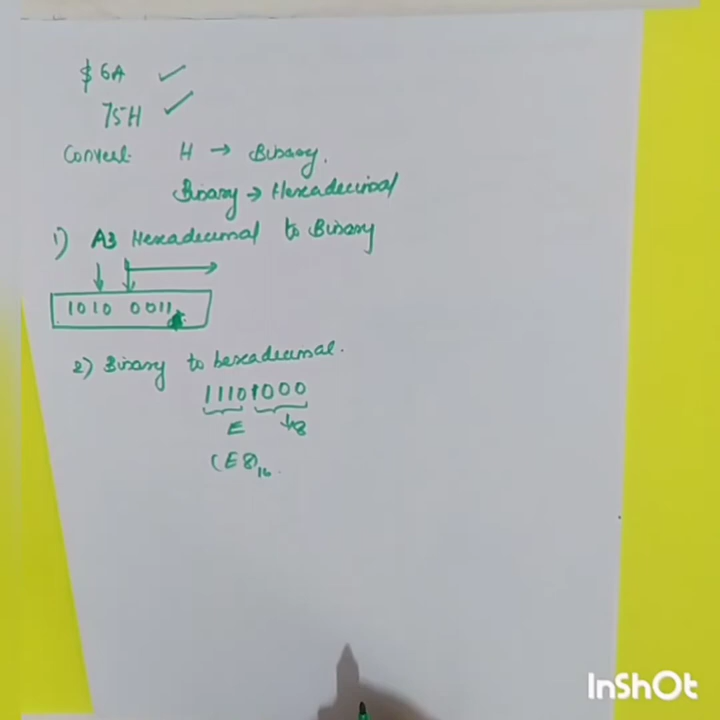 $ 6A ✓
75H ✓
Convert H → Binary.
Binary → Hexadecimal
1) A3 Hexadecimal to Binary
1010 0011
2) Binary to hexadecimal.
11101000
E 8
(E8)16.
InShOt